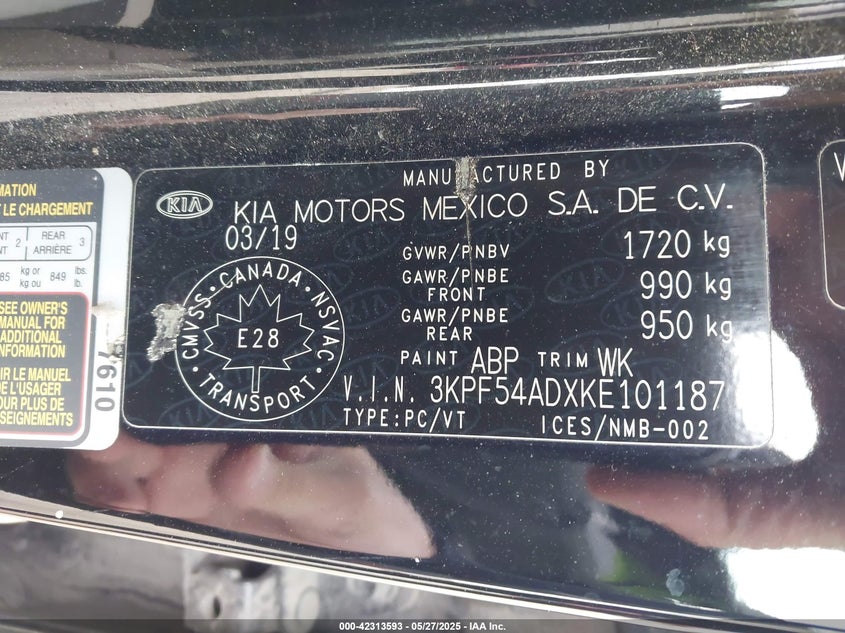 MATION
LE CHARGEMENT
2 REAR 3
ARRIÈRE
85 kg or 849 lbs.
kg ou lb.
SEE OWNER'S
MANUAL FOR
ADDITIONAL
INFORMATION
IR LE MANUEL
DE L'USAGER
OUR PLUS DE
SEIGNEMENTS
7610
MANUFACTURED BY
KIA KIA MOTORS MEXICO S.A. DE C.V.
03/19
GVWR/PNBV 1720 kg
GAWR/PNBE
FRONT 990 kg
GAWR/PNBE
REAR 950 kg
CANADA
CMVSS NSVAC
E28
TRANSPORT
PAINT ABP TRIM WK
V.I.N. 3KPF54ADXKE101187
TYPE:PC/VT ICES/NMB-002
000-42313593 - 05/27/2025 - IAA Inc.